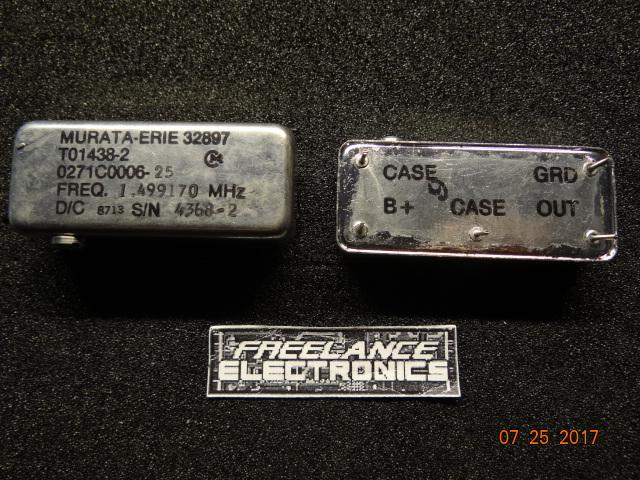 MURATA-ERIE 32897
T01438-2
0271C0006-25
FREQ. 1.499170 MHz
D/C 8713 S/N 4368-2
CASE GRD
B+ CASE OUT
FREELANCE
ELECTRONICS
07 25 2017